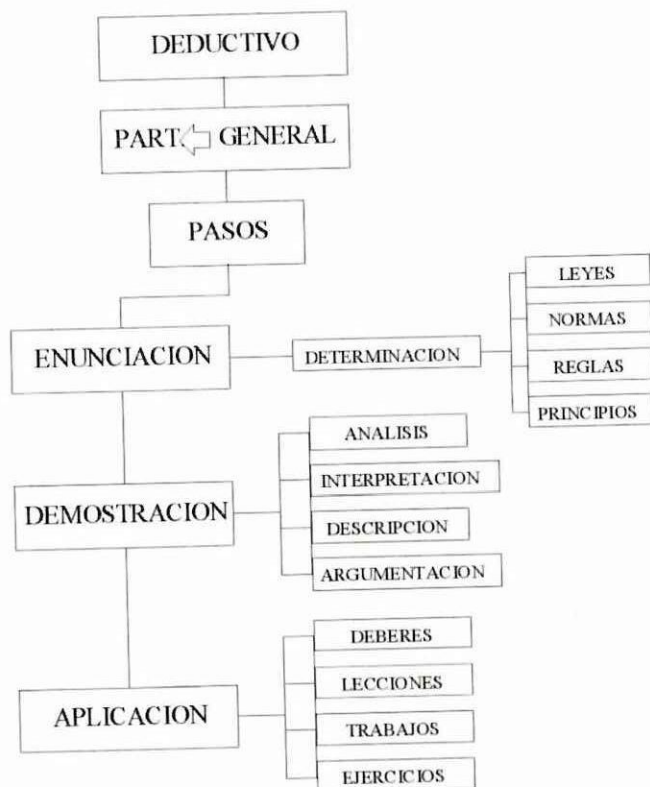 DEDUCTIVO
PART. GENERAL
PASOS
ENUNCIACION
DETERMINACION
LEYES
NORMAS
REGLAS
PRINCIPIOS
DEMOSTRACION
ANALISIS
INTERPRETACION
DESCRIPCION
ARGUMENTACION
APLICACION
DEBERES
LECCIONES
TRABAJOS
EJERCICIOS